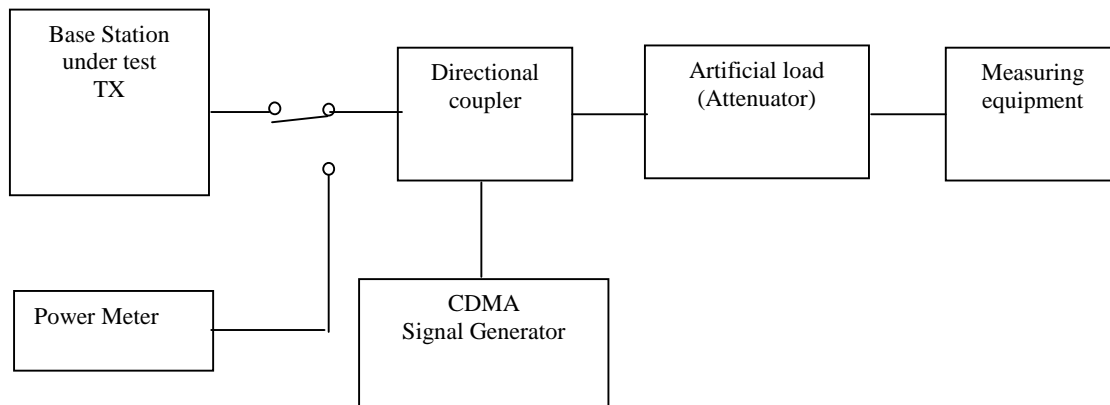 Base Station
under test
TX
Directional
coupler
Artificial load
(Attenuator)
Measuring
equipment
Power Meter
CDMA
Signal Generator